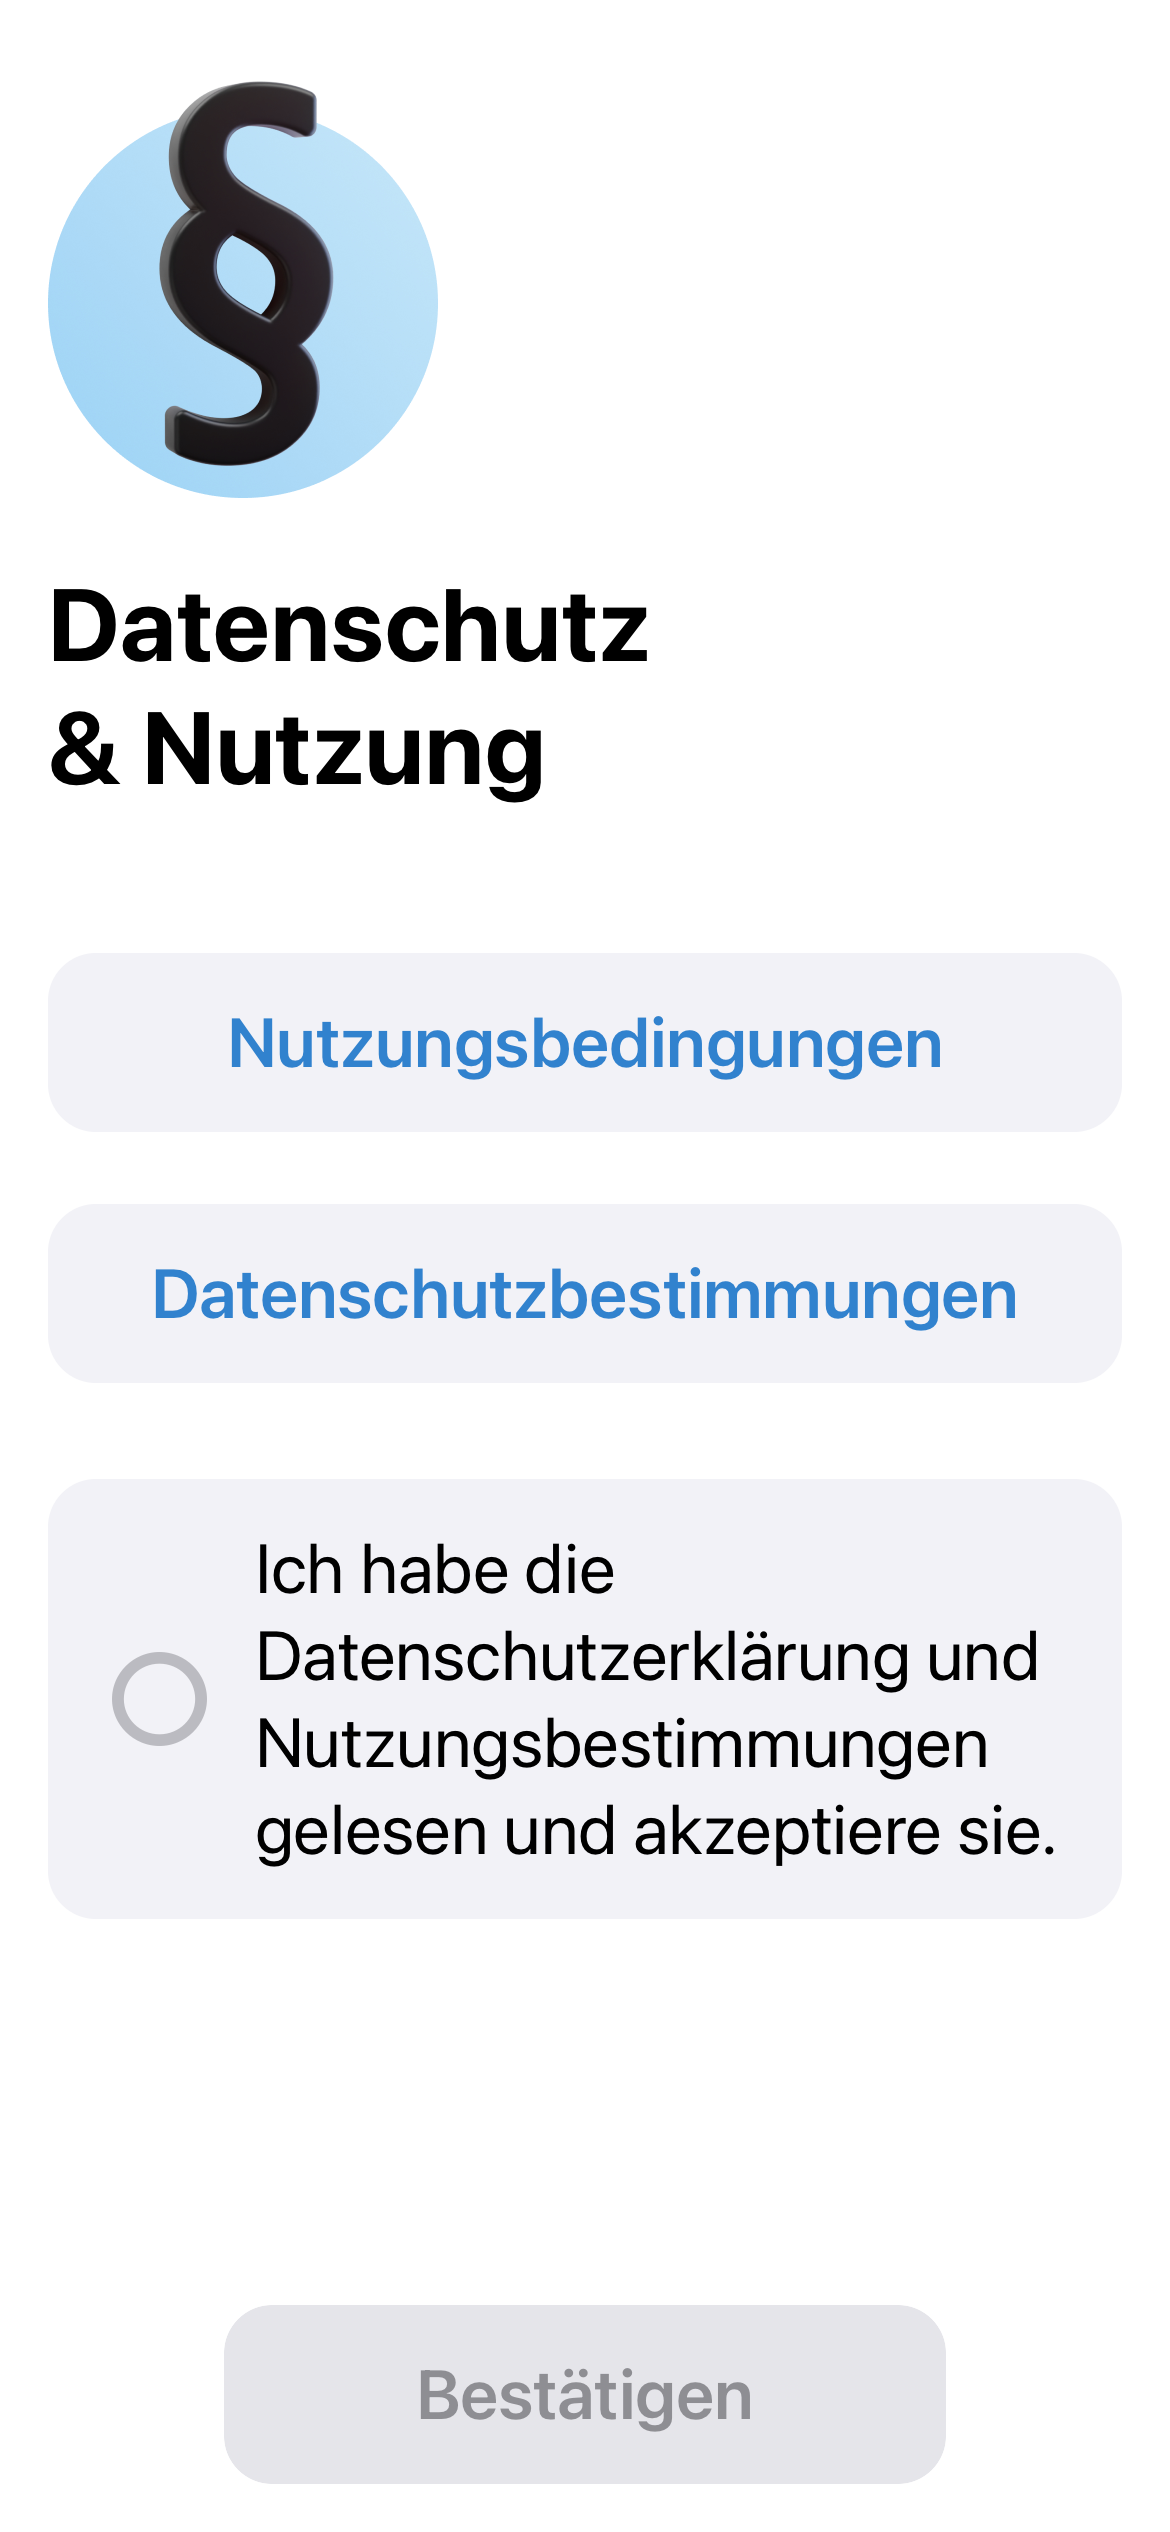 §
Datenschutz
& Nutzung
Nutzungsbedingungen
Datenschutzbestimmungen
Ich habe die
Datenschutzerklärung und
Nutzungsbestimmungen
gelesen und akzeptiere sie.
Bestätigen